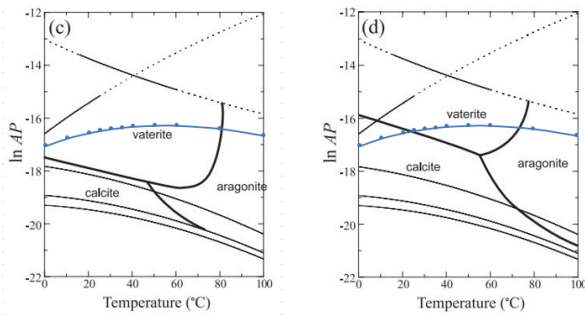 (c)
-12
-14
-16
-18
-20
-22
ln AP
vaterite
calcite
aragonite
0 20 40 60 80 100
Temperature (°C)
(d)
-12
-14
-16
-18
-20
-22
ln AP
vaterite
calcite
aragonite
0 20 40 60 80 100
Temperature (°C)